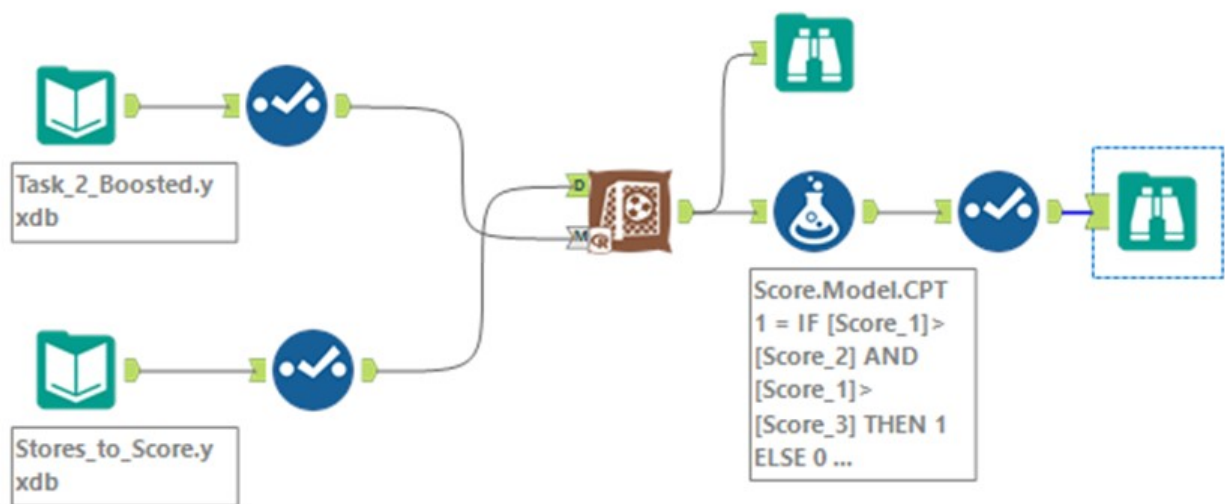 Task_2_Boosted.y
xdb
D
M
R
Score.Model.CPT
1 = IF [Score_1]>
[Score_2] AND
[Score_1]>
[Score_3] THEN 1
ELSE 0 ...
Stores_to_Score.y
xdb